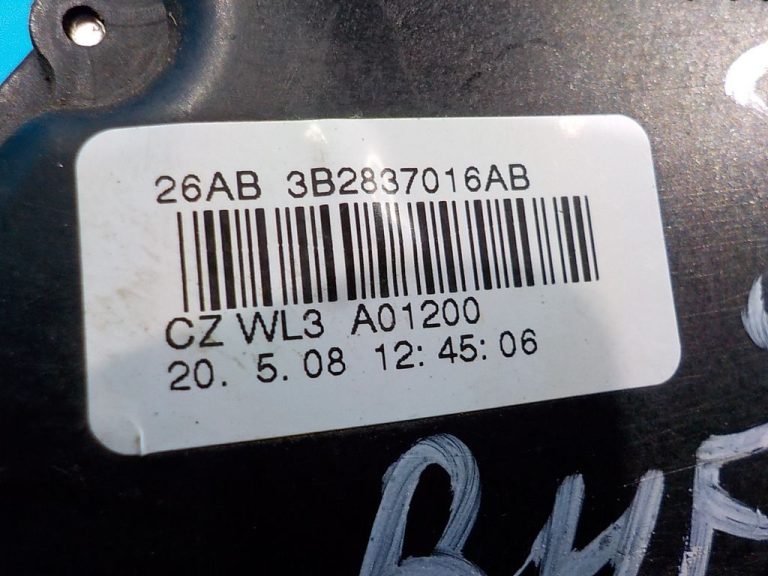 26AB 3B2837016AB
CZ WL3 A01200
20. 5. 08 12: 45: 06